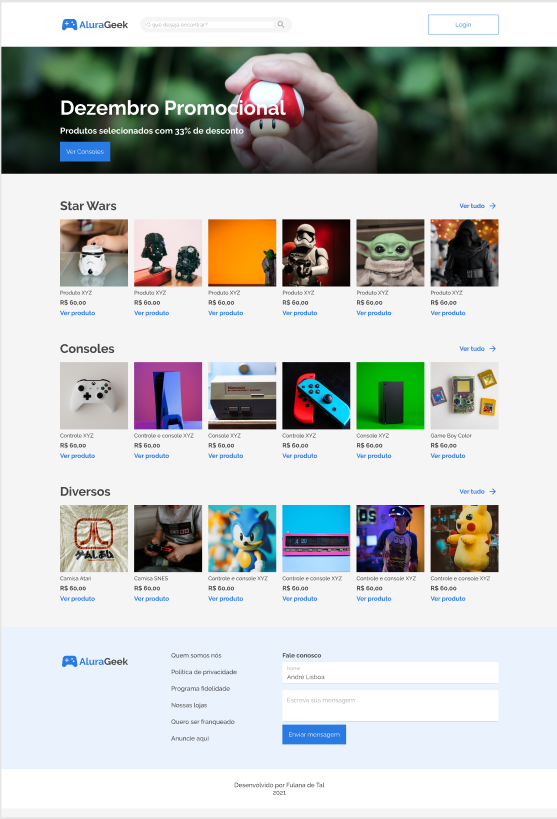 AluraGeek
O que deseja encontrar?
Login
Dezembro Promocional
Produtos selecionados com 33% de desconto
Ver Consoles
Star Wars
Ver tudo
Produto XYZ
R$ 60,00
Ver produto
Produto XYZ
R$ 60,00
Ver produto
Produto XYZ
R$ 60,00
Ver produto
Produto XYZ
R$ 60,00
Ver produto
Produto XYZ
R$ 60,00
Ver produto
Produto XYZ
R$ 60,00
Ver produto
Consoles
Ver tudo
Controle XYZ
R$ 60,00
Ver produto
Controle e console XYZ
R$ 60,00
Ver produto
Console XYZ
R$ 60,00
Ver produto
Controle XYZ
R$ 60,00
Ver produto
Console XYZ
R$ 60,00
Ver produto
Game Boy Color
R$ 60,00
Ver produto
Diversos
Ver tudo
Camisa Atari
R$ 60,00
Ver produto
Camisa SNES
R$ 60,00
Ver produto
Controle e console XYZ
R$ 60,00
Ver produto
Controle e console XYZ
R$ 60,00
Ver produto
Controle e console XYZ
R$ 60,00
Ver produto
Controle e console XYZ
R$ 60,00
Ver produto
AluraGeek
Quem somos nós
Política de privacidade
Programa fidelidade
Nossas lojas
Quero ser franqueado
Anuncie aqui
Fale conosco
Nome
André Lisboa
Escreva sua mensagem
Enviar mensagem
Desenvolvido por Fulana de Tal
2021